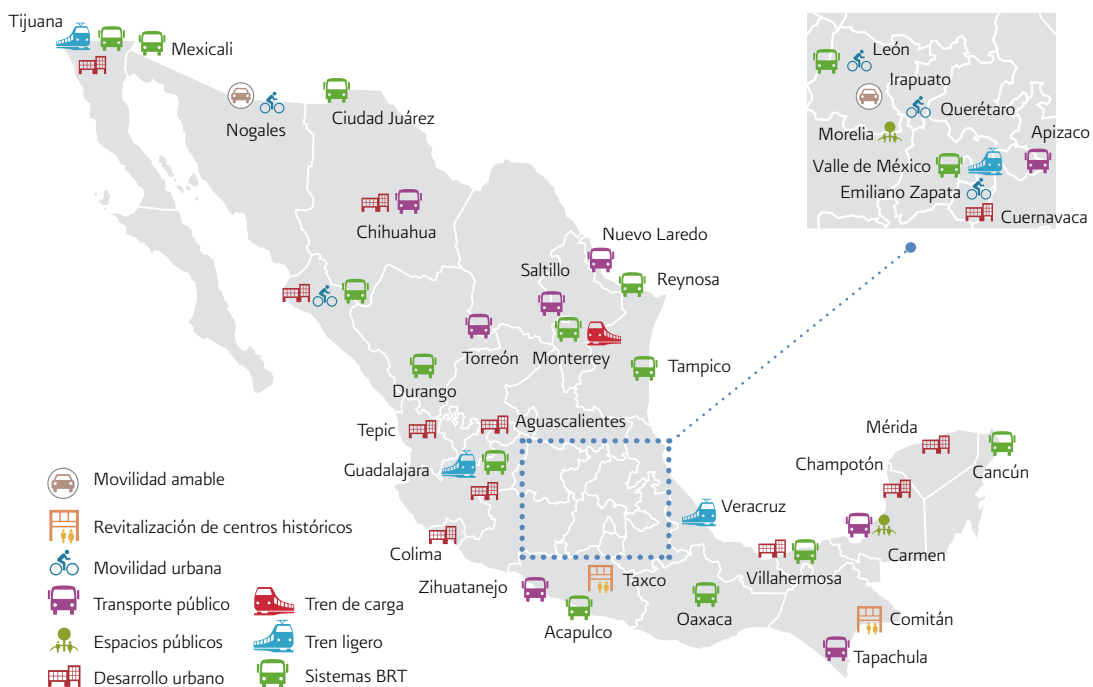 Tijuana
Mexicali
Nogales
Ciudad Juárez
Chihuahua
Nuevo Laredo
Saltillo
Reynosa
Torreón
Monterrey
Tampico
Durango
Tepic
Aguascalientes
Guadalajara
Colima
Zihuatanejo
Taxco
Acapulco
Oaxaca
Veracruz
Villahermosa
Mérida
Champotón
Cancún
Carmen
Comitán
Tapachula
León
Irapuato
Querétaro
Morelia
Apizaco
Valle de México
Emiliano Zapata
Cuernavaca
Movilidad amable
Revitalización de centros históricos
Movilidad urbana
Transporte público
Espacios públicos
Desarrollo urbano
Tren de carga
Tren ligero
Sistemas BRT